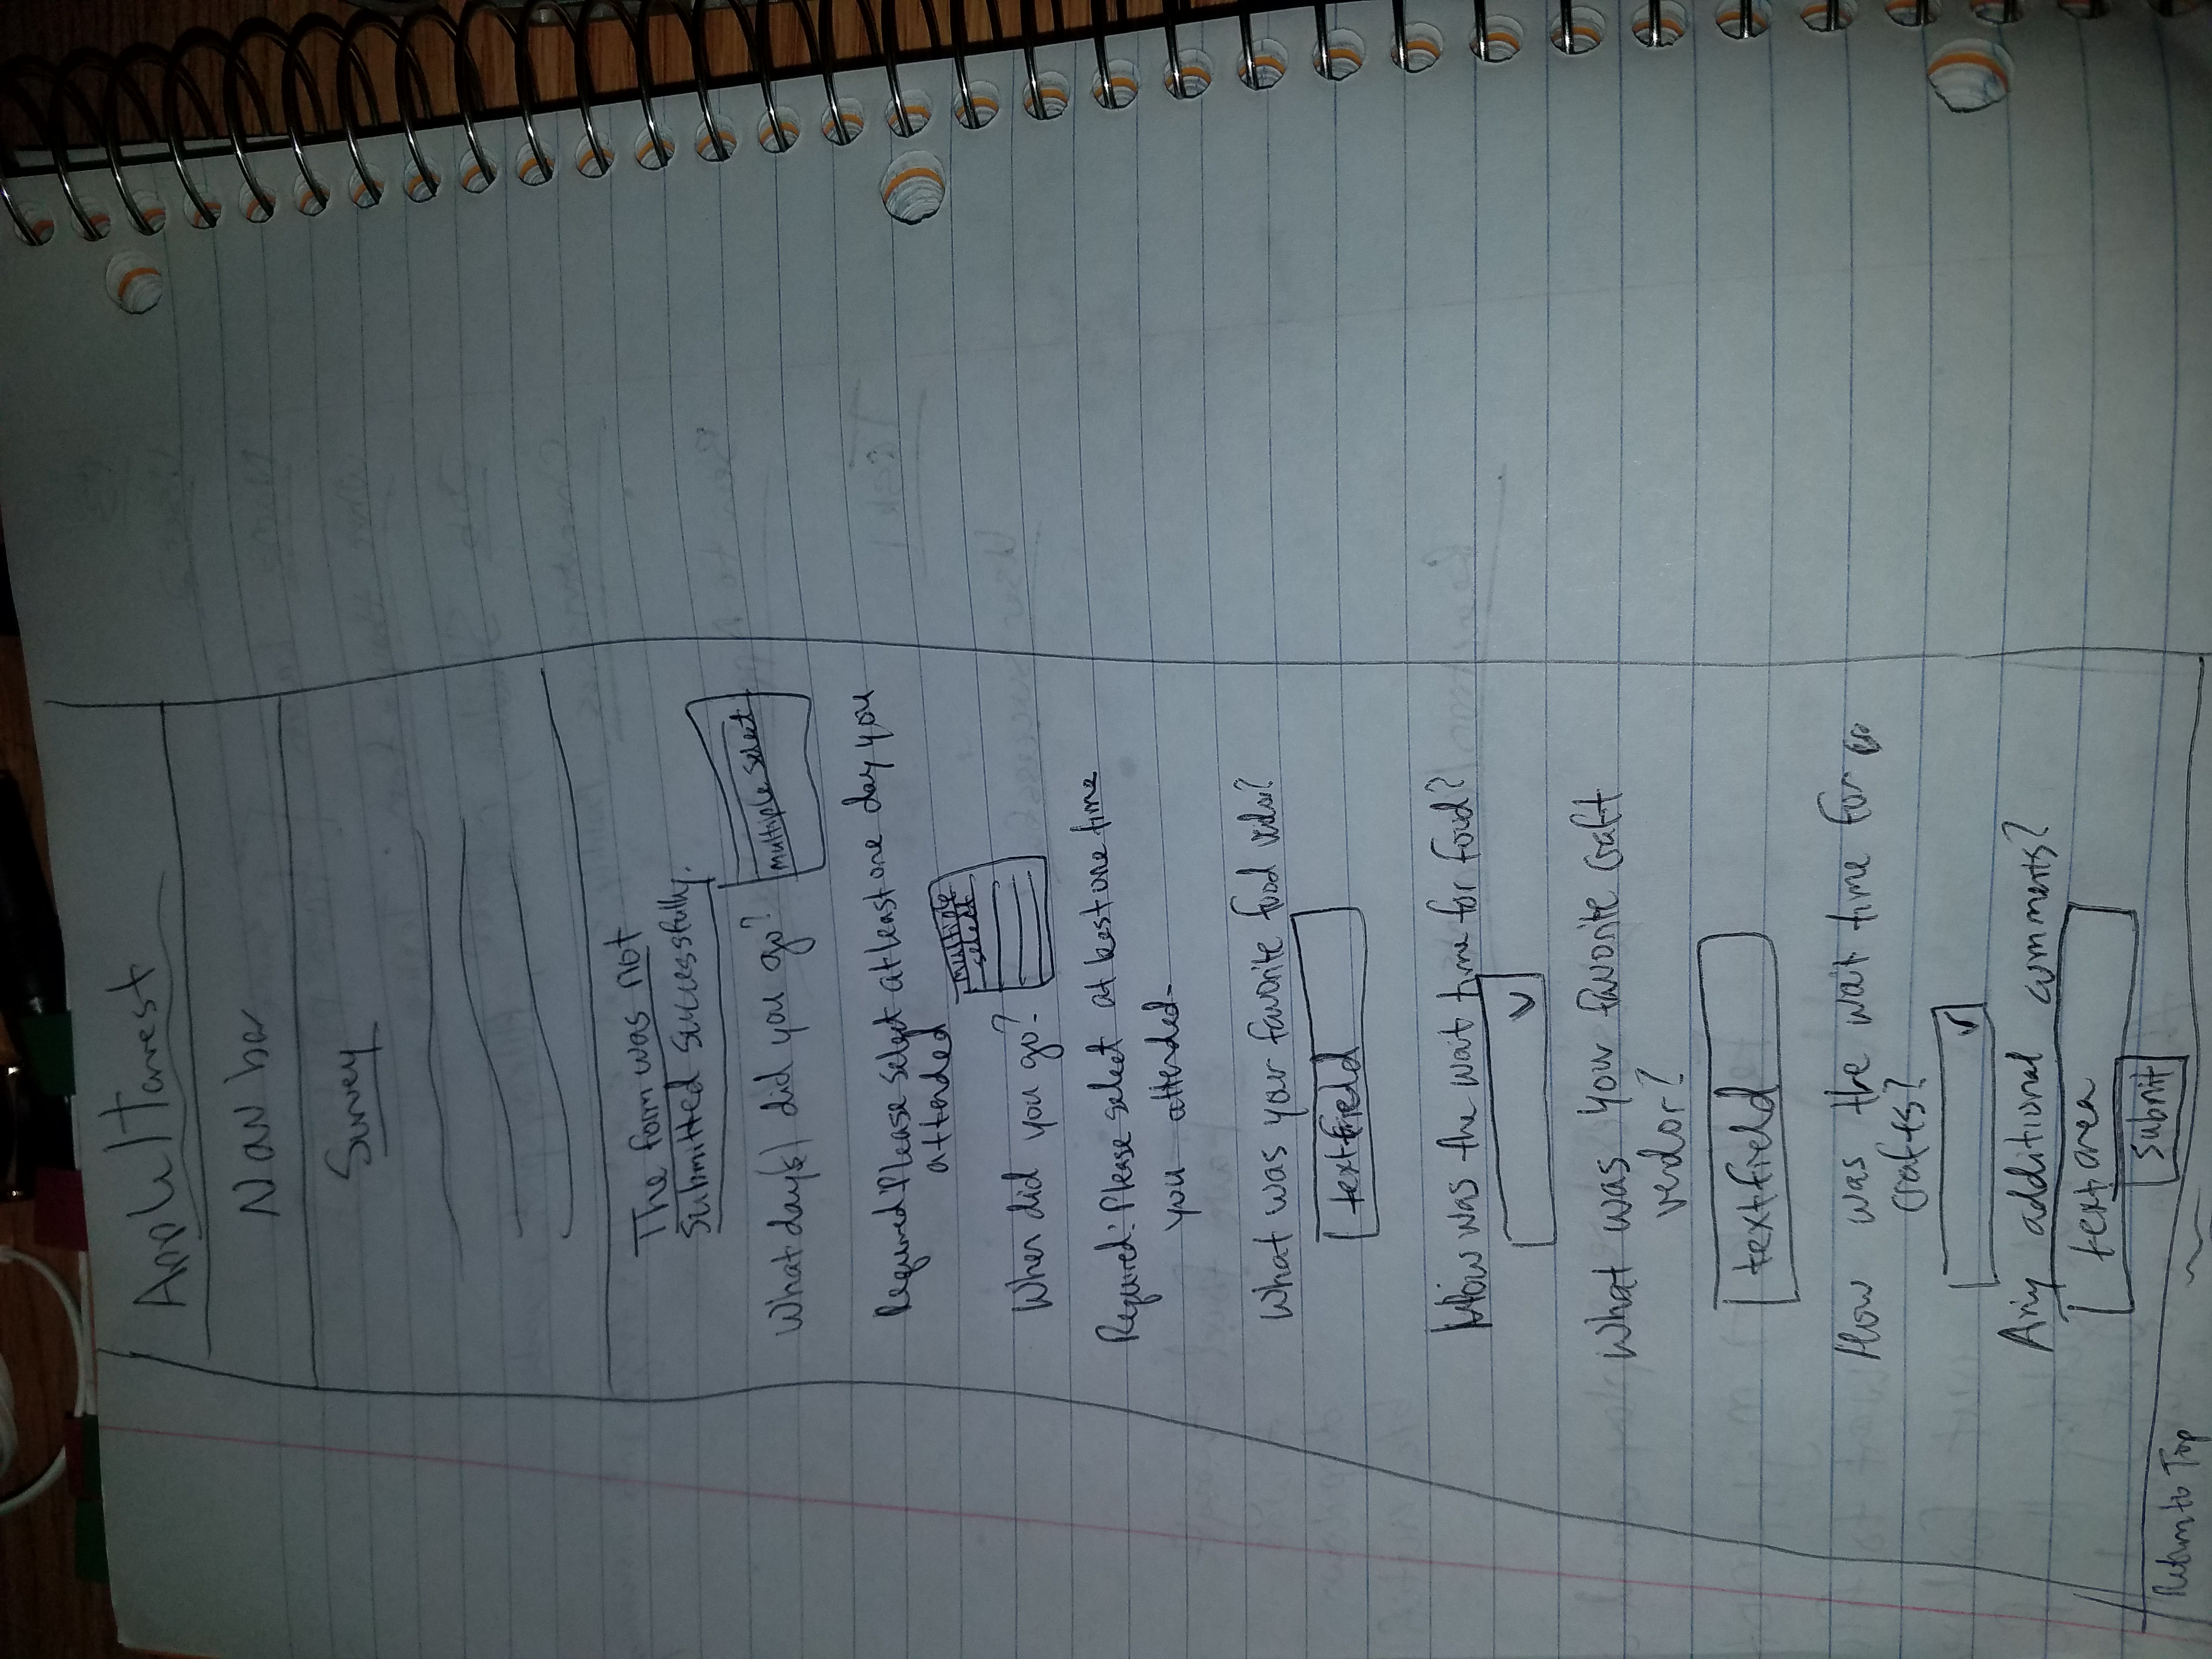 Apple Harvest
Nav bar
Survey
The form was not
submitted successfully.
What day(s) did you go?
Multiple Select
Required: Please select at least one day you
attended
Multiple
select
When did you go?
Required: Please select at least one time
you attended.
What was your favorite food vendor?
textfield
How was the wait time for food?
What was your favorite craft
vendor?
textfield
How was the wait time for
crafts?
Any additional comments?
textarea
Submit
Return to Top